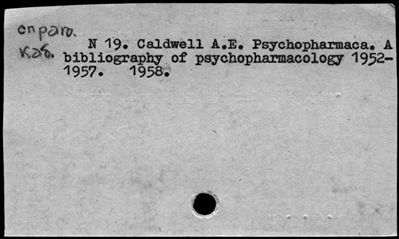 справ.
каб.
N 19. Caldwell A.E. Psychopharmaca. A
bibliography of psychopharmacology 1952-
1957. 1958.